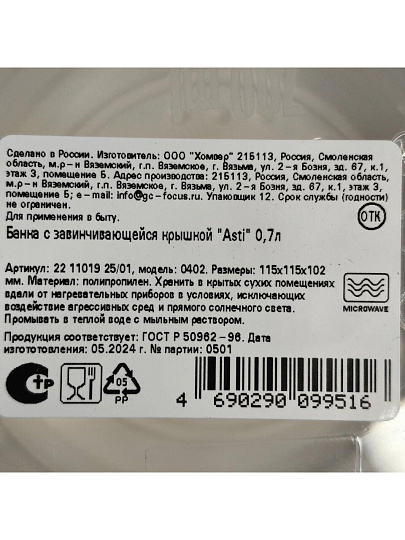 Сделано в России. Изготовитель: ООО "Хомвер" 215113, Россия, Смоленская
область, м.р-н Вяземский, г.п. Вяземское, г. Вязьма, ул. 2-я Бозня, зд. 67, к.1,
этаж 3, помещение Б. Адрес производства: 215113, Россия, Смоленская область,
м.р-н Вяземский, г.п. Вяземское, г. Вязьма, ул. 2-я Бозня, зд. 67, к.1, этаж 3,
помещение Б; e-mail: info@gc-focus.ru. Упаковщик 12. Срок службы (годности)
не ограничен.
Для применения в быту.
ОТК
Банка с завинчивающейся крышкой "Asti" 0,7л
Артикул: 22 11019 25/01, модель: 0402. Размеры: 115x115x102
мм. Материал: полипропилен. Хранить в крытых сухих помещениях
вдали от нагревательных приборов в условиях, исключающих
воздействие агрессивных сред и прямого солнечного света.
Промывать в теплой воде с мыльным раствором.
MICROWAVE
Продукция соответствует: ГОСТ Р 50962-96. Дата
изготовления: 05.2024 г. № партии: 0501
05
PP
4 690290 099516